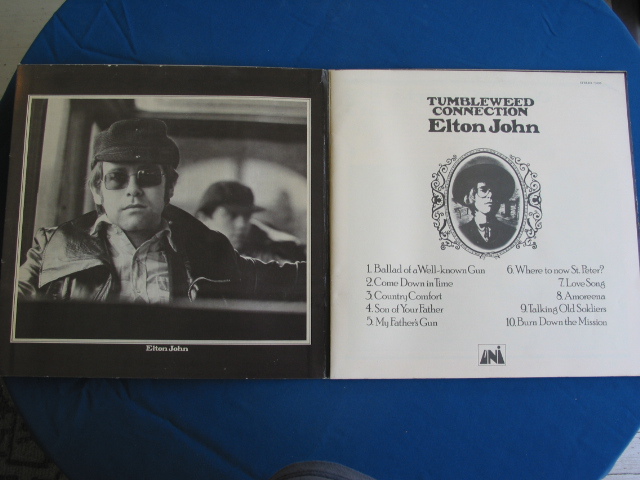 Elton John
TUMBLEWEED
CONNECTION
Elton John
1. Ballad of a Well-known Gun
2. Come Down in Time
3. Country Comfort
4. Son of Your Father
5. My Father's Gun
6. Where to now St. Peter?
7. Love Song
8. Amoreena
9. Talking Old Soldiers
10. Burn Down the Mission
UNI